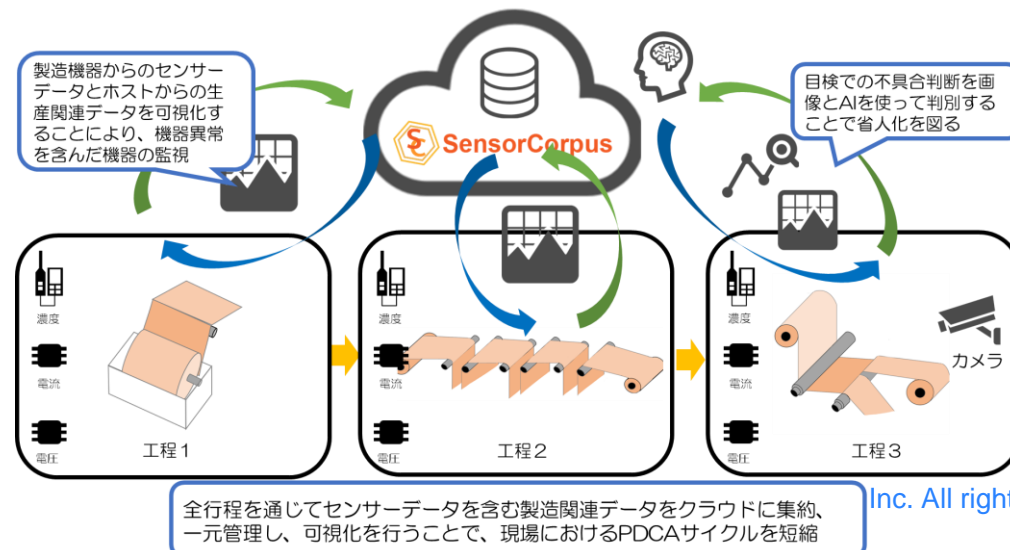 製造機器からのセンサー
データとホストからの生
産関連データを可視化す
ることにより、機器異常
を含んだ機器の監視
SC SensorCorpus
目検での不具合判断を画
像とAIを使って判別する
ことで省人化を図る
濃度
電流
電圧
工程1
濃度
電流
電圧
工程2
濃度
電流
電圧
カメラ
工程3
全行程を通じてセンサーデータを含む製造関連データをクラウドに集約、
一元管理し、可視化を行うことで、現場におけるPDCAサイクルを短縮
Inc. All right